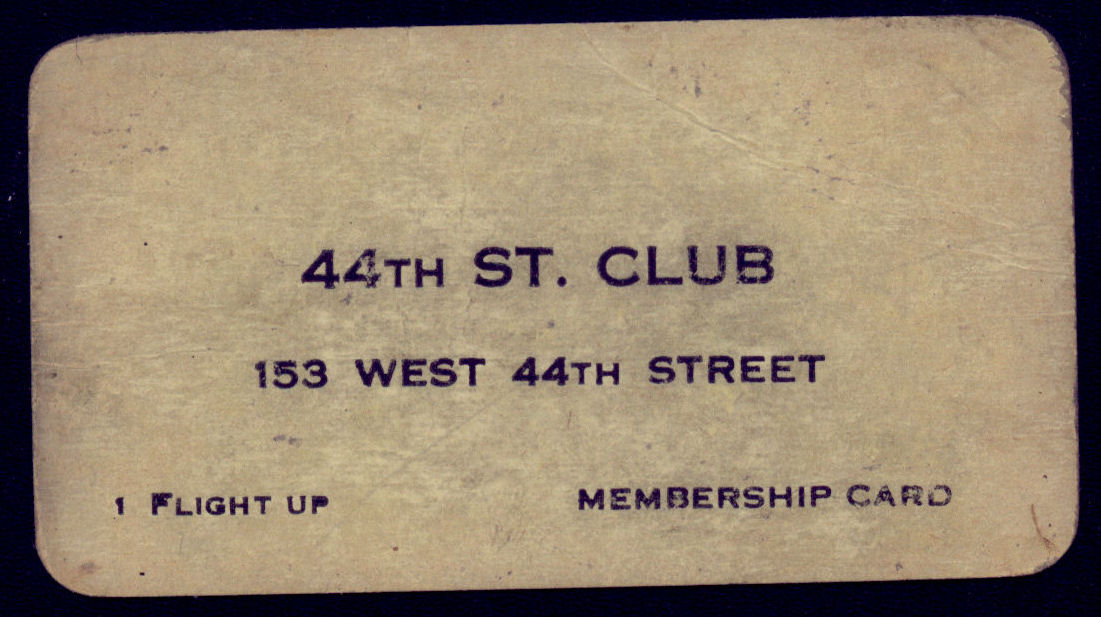 44TH ST. CLUB
153 WEST 44TH STREET
1 FLIGHT UP MEMBERSHIP CARD